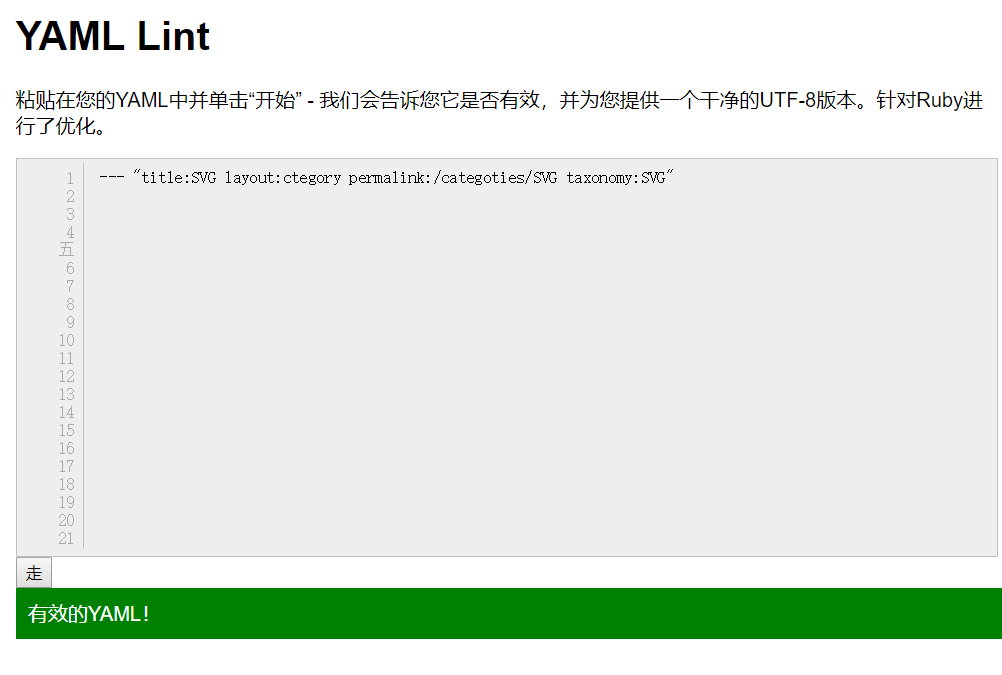 YAML Lint
粘贴在您的YAML中并单击“开始” - 我们会告诉您它是否有效，并为您提供一个干净的UTF-8版本。针对Ruby进
行了优化。
1 --- "title:SVG layout:ctegory permalink:/categoties/SVG taxonomy:SVG"
2
3
4
五
6
7
8
9
10
11
12
13
14
15
16
17
18
19
20
21
走
有效的YAML！